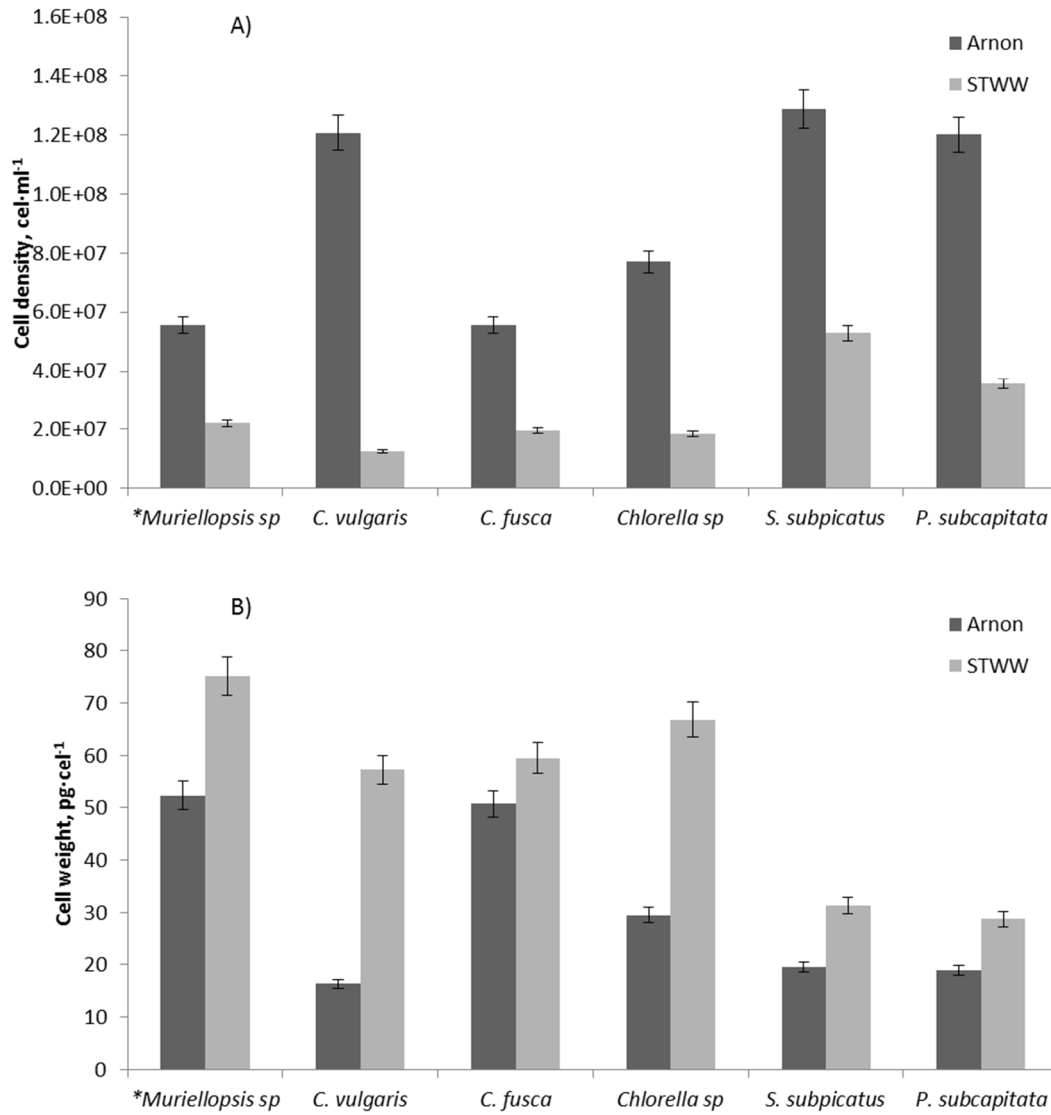 A)
Arnon
STWW
Cell density, cel·ml⁻¹
1.6E+08
1.4E+08
1.2E+08
1.0E+08
8.0E+07
6.0E+07
4.0E+07
2.0E+07
0.0E+00
*Muriellopsis sp C. vulgaris C. fusca Chlorella sp S. subpicatus P. subcapitata
B)
Arnon
STWW
Cell weight, pg·cel⁻¹
90
80
70
60
50
40
30
20
10
0
*Muriellopsis sp C. vulgaris C. fusca Chlorella sp S. subpicatus P. subcapitata